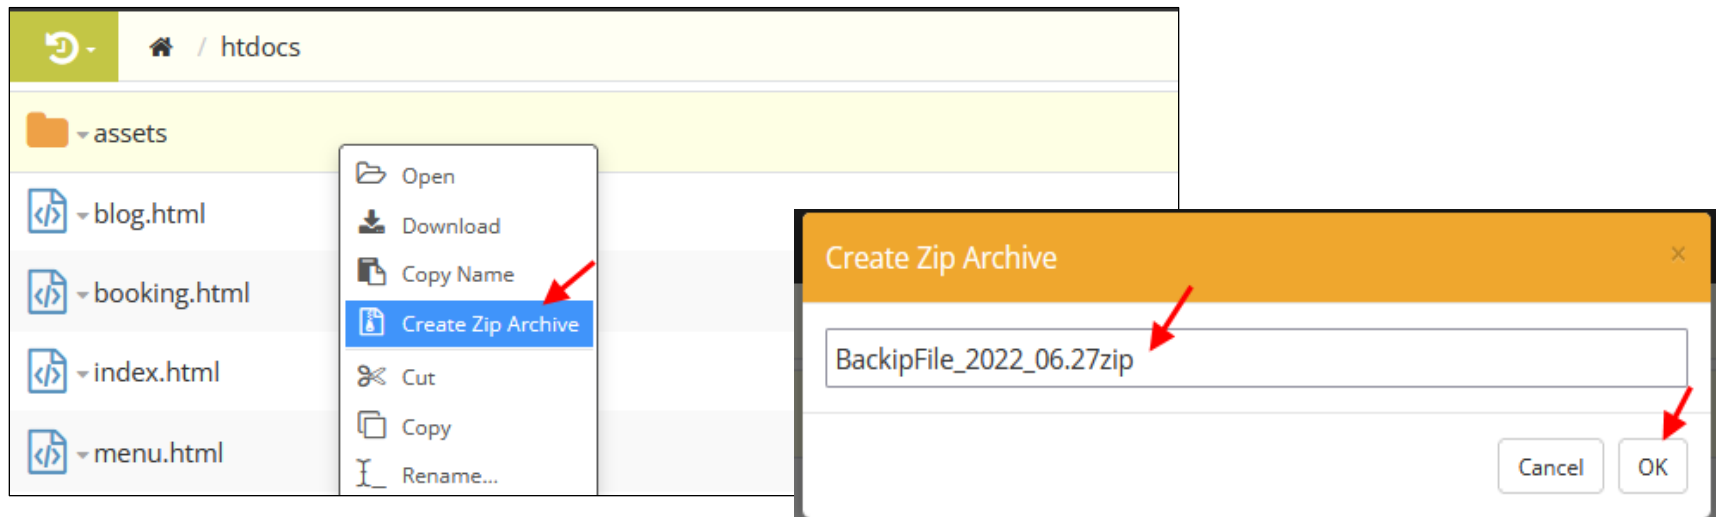 / htdocs
assets
blog.html
booking.html
index.html
menu.html
Open
Download
Copy Name
Create Zip Archive
Cut
Copy
Rename...
Create Zip Archive ×
BackipFile_2022_06.27zip
Cancel OK